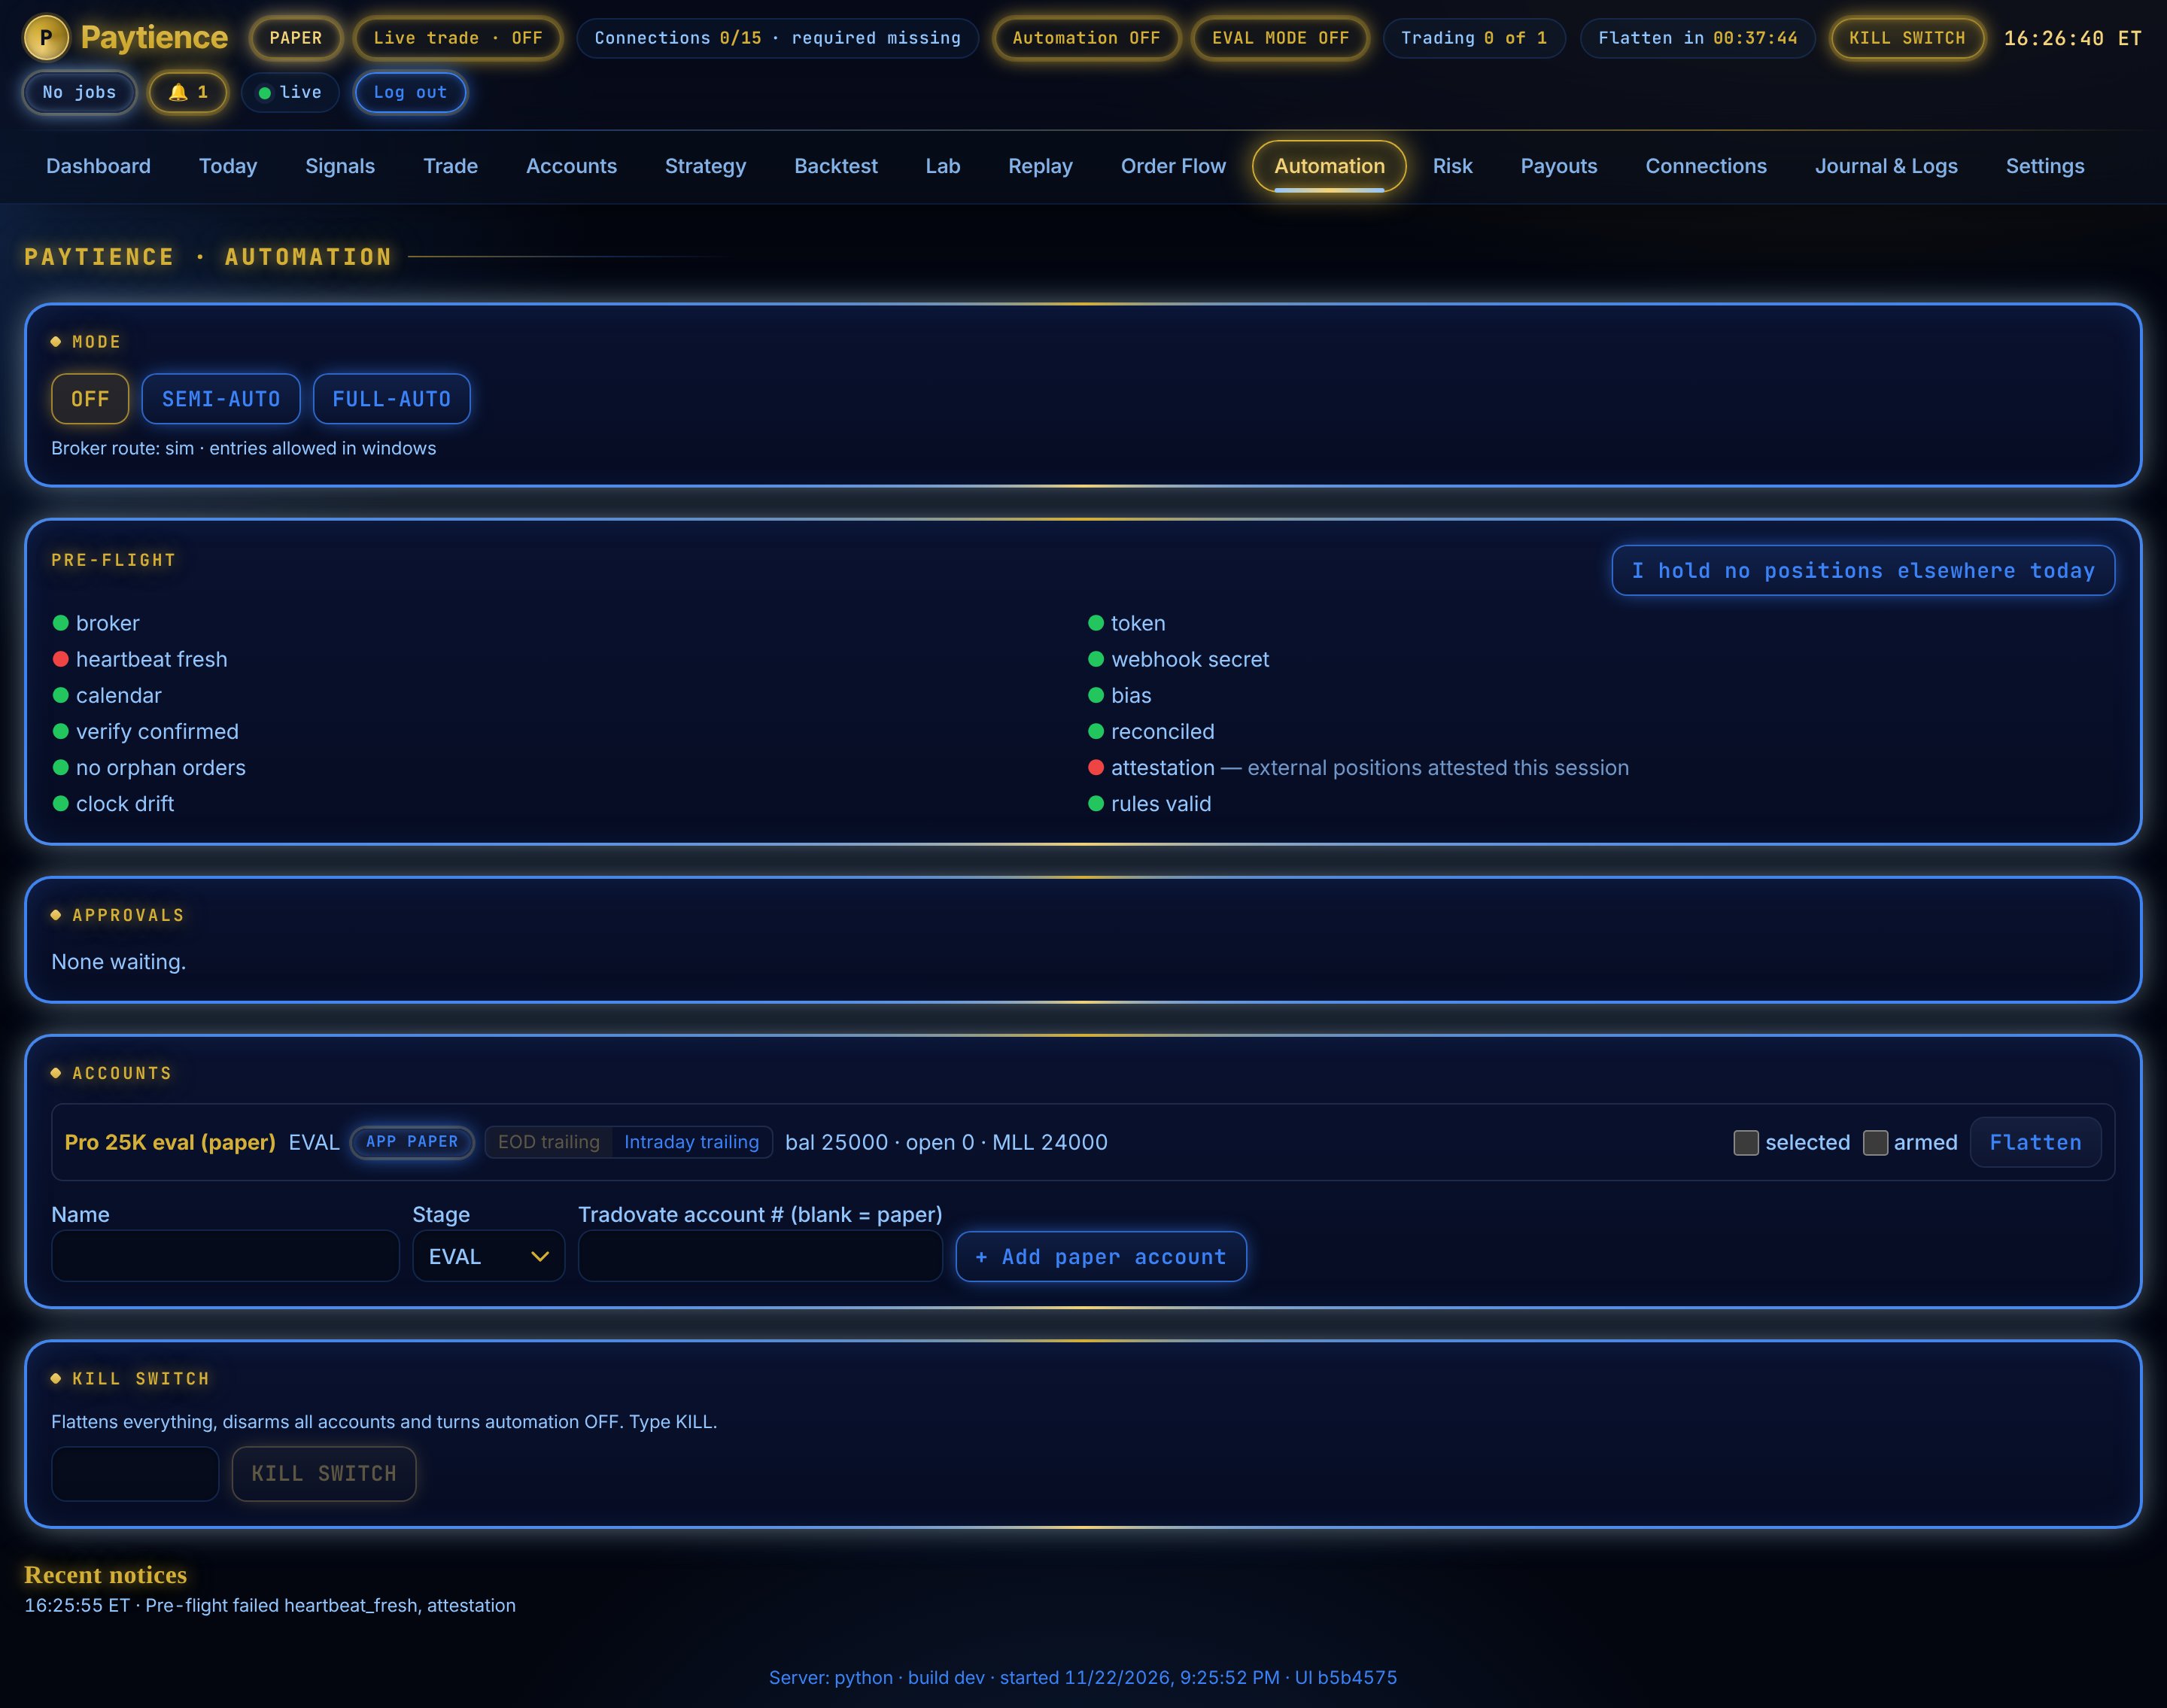 P Paytience PAPER Live trade · OFF Connections 0/15 · required missing Automation OFF EVAL MODE OFF Trading 0 of 1 Flatten in 00:37:44 KILL SWITCH 16:26:40 ET
No jobs 🔔 1 live Log out
Dashboard Today Signals Trade Accounts Strategy Backtest Lab Replay Order Flow Automation Risk Payouts Connections Journal & Logs Settings
PAYTIENCE · AUTOMATION
MODE
OFF SEMI-AUTO FULL-AUTO
Broker route: sim · entries allowed in windows
PRE-FLIGHT I hold no positions elsewhere today
broker token
heartbeat fresh webhook secret
calendar bias
verify confirmed reconciled
no orphan orders attestation — external positions attested this session
clock drift rules valid
APPROVALS
None waiting.
ACCOUNTS
Pro 25K eval (paper) EVAL APP PAPER EOD trailing Intraday trailing bal 25000 · open 0 · MLL 24000 selected armed Flatten
Name Stage Tradovate account # (blank = paper)
EVAL + Add paper account
KILL SWITCH
Flattens everything, disarms all accounts and turns automation OFF. Type KILL.
KILL SWITCH
Recent notices
16:25:55 ET · Pre-flight failed heartbeat_fresh, attestation
Server: python · build dev · started 11/22/2026, 9:25:52 PM · UI b5b4575